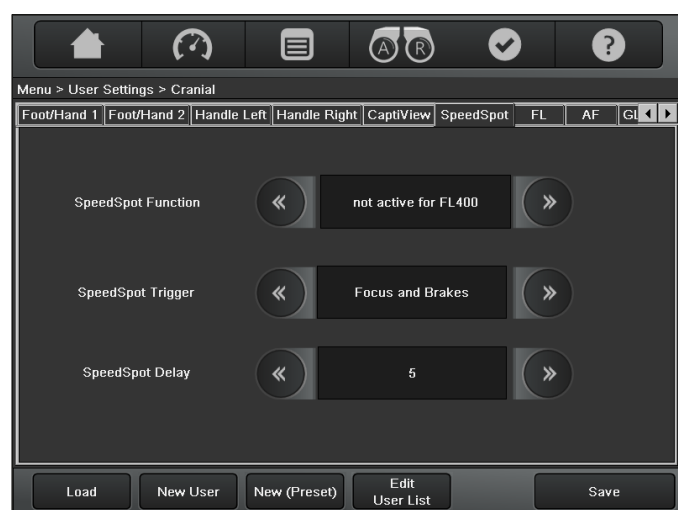 A R ?
Menu > User Settings > Cranial
Foot/Hand 1 Foot/Hand 2 Handle Left Handle Right CaptiView SpeedSpot FL AF
SpeedSpot Function not active for FL400
SpeedSpot Trigger Focus and Brakes
SpeedSpot Delay 5
Load New User New (Preset) Edit User List Save